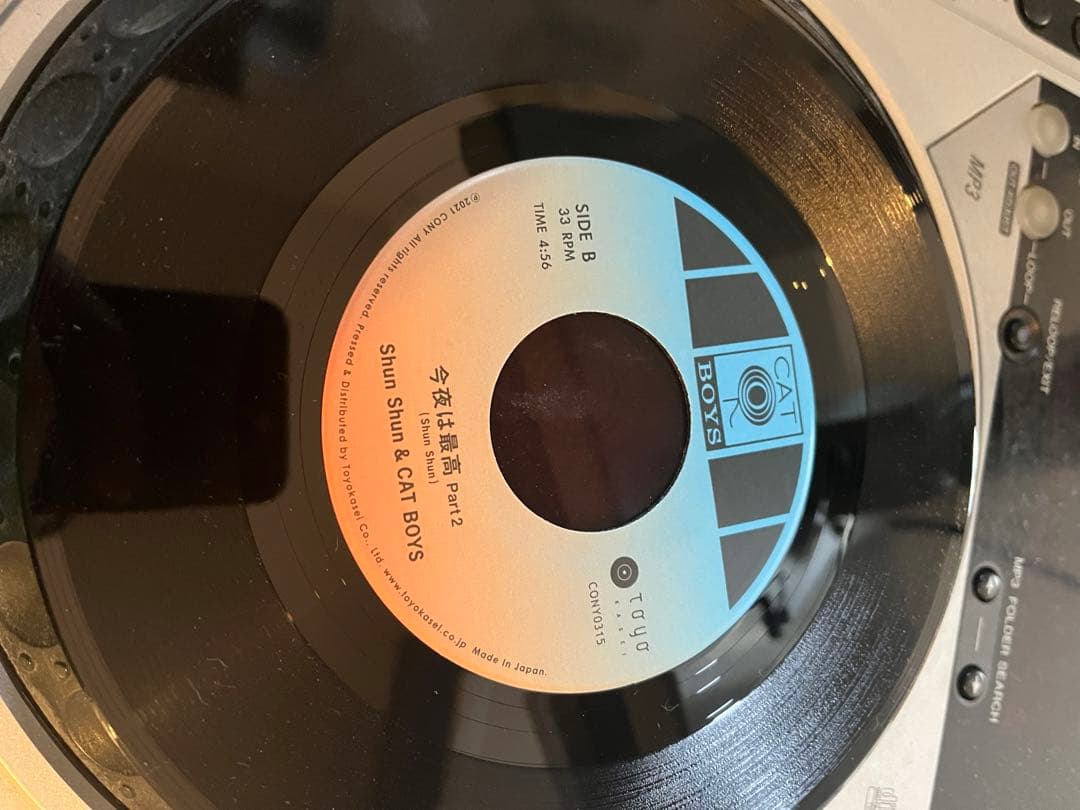 CAT
BOYS
SIDE B
33 RPM
TIME 4:56
TOYO
KASEI
CONY0315
今夜は最高 Part2
(Shun Shun)
Shun Shun & CAT BOYS
℗2021 CONY All rights reserved. Pressed & Distributed by Toyokasei Co., Ltd. www.toyokasei.co.jp Made in Japan.
MP3
OUT
LOOP
RELOOP/EXIT
MP3 FOLDER SEARCH